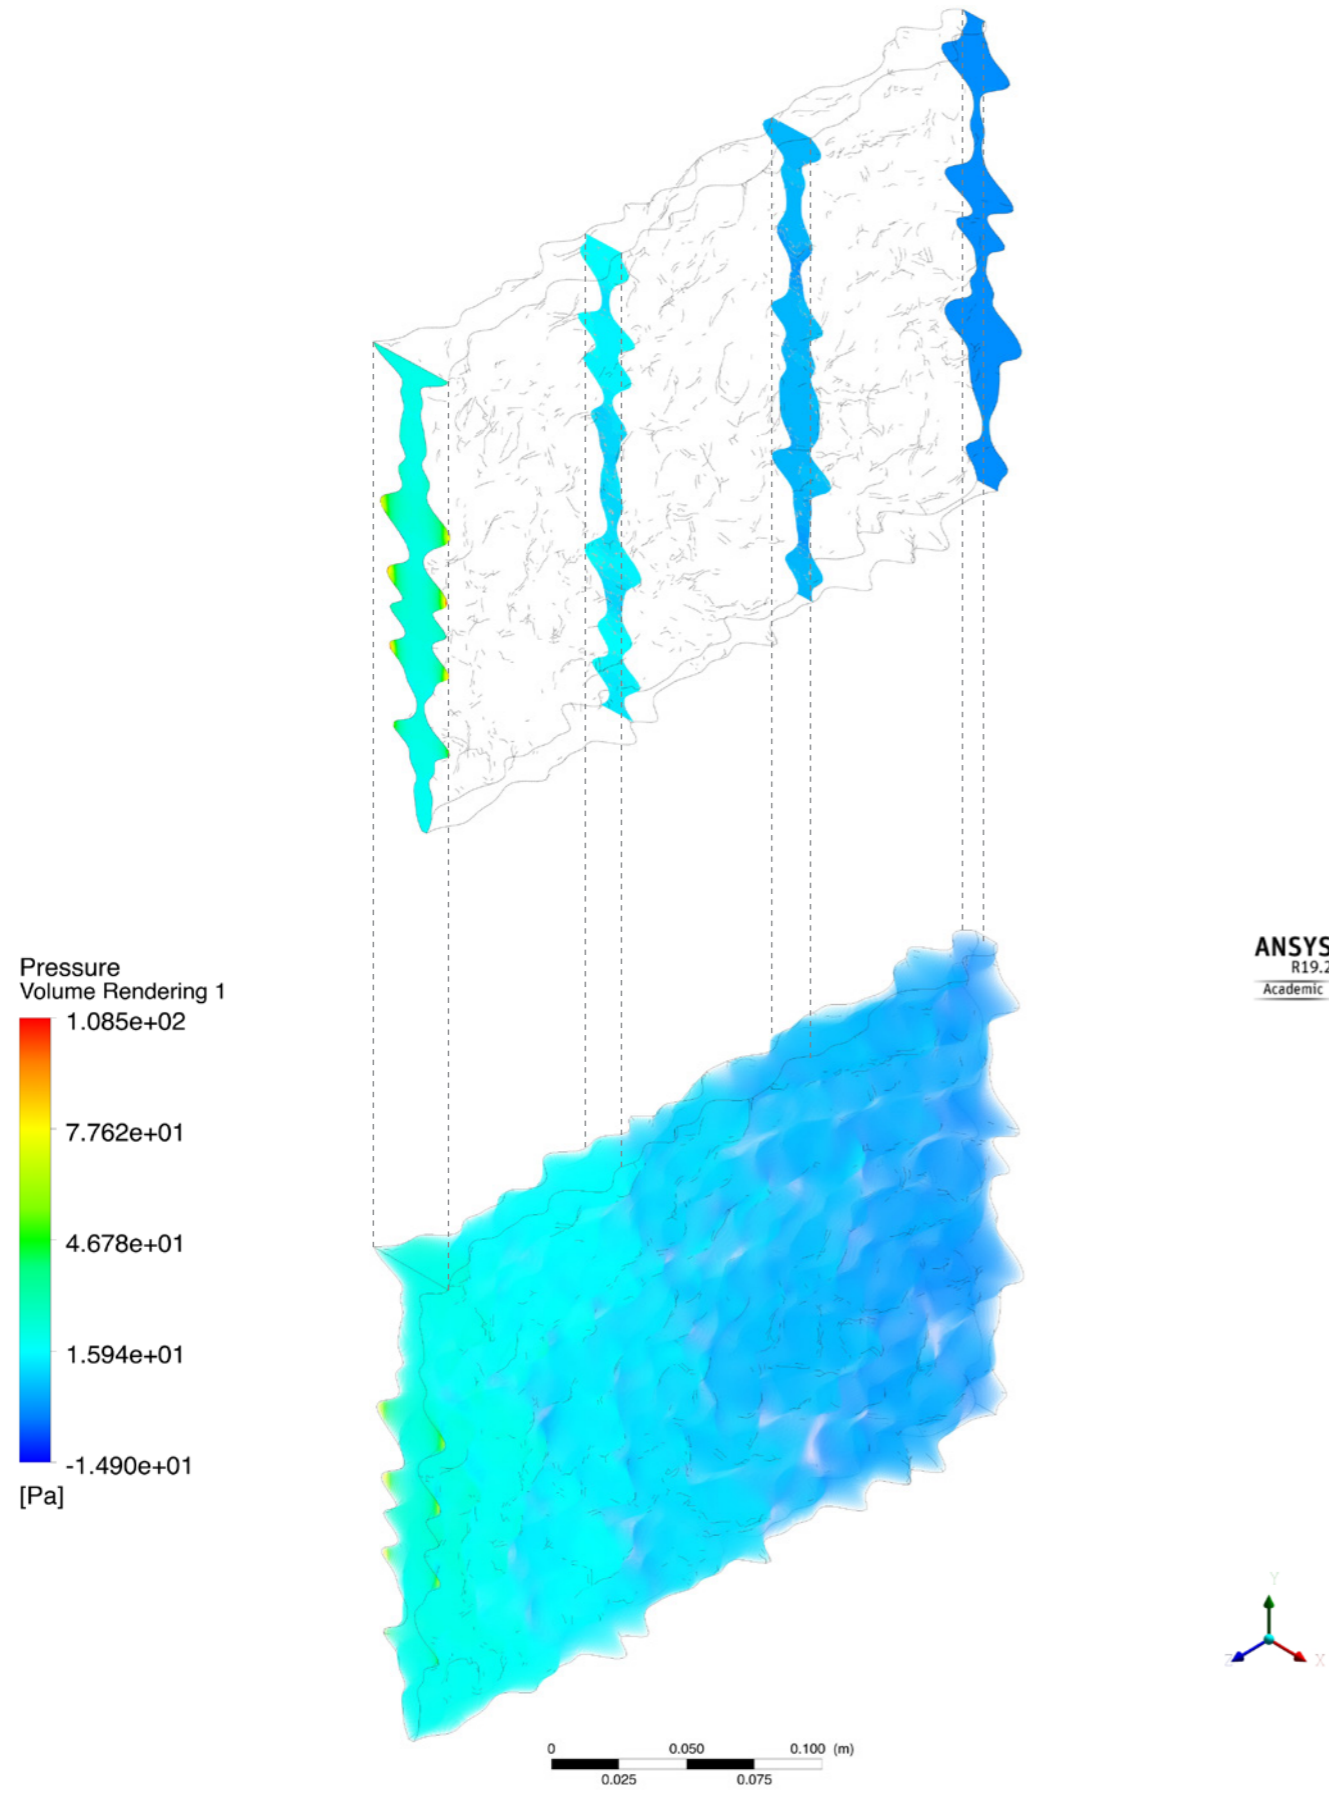 ANSYS
R19.2
Academic
Pressure
Volume Rendering 1
1.085e+02
7.762e+01
4.678e+01
1.594e+01
-1.490e+01
[Pa]
Y
Z
X
0 0.050 0.100 (m)
0.025 0.075